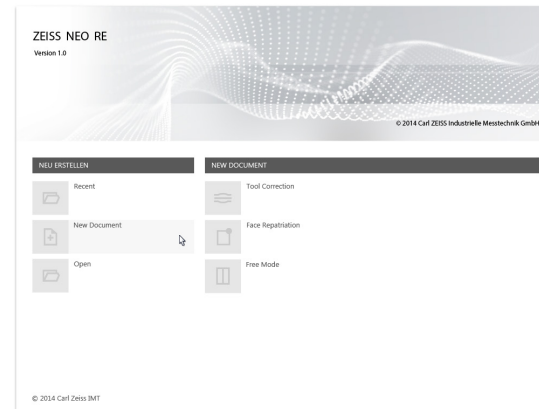 ZEISS NEO RE
Version 1.0
© 2014 Carl ZEISS Industrielle Messtechnik GmbH
NEU ERSTELLEN
NEW DOCUMENT
Recent
Tool Correction
New Document
Face Repatriation
Open
Free Mode
© 2014 Carl Zeiss IMT